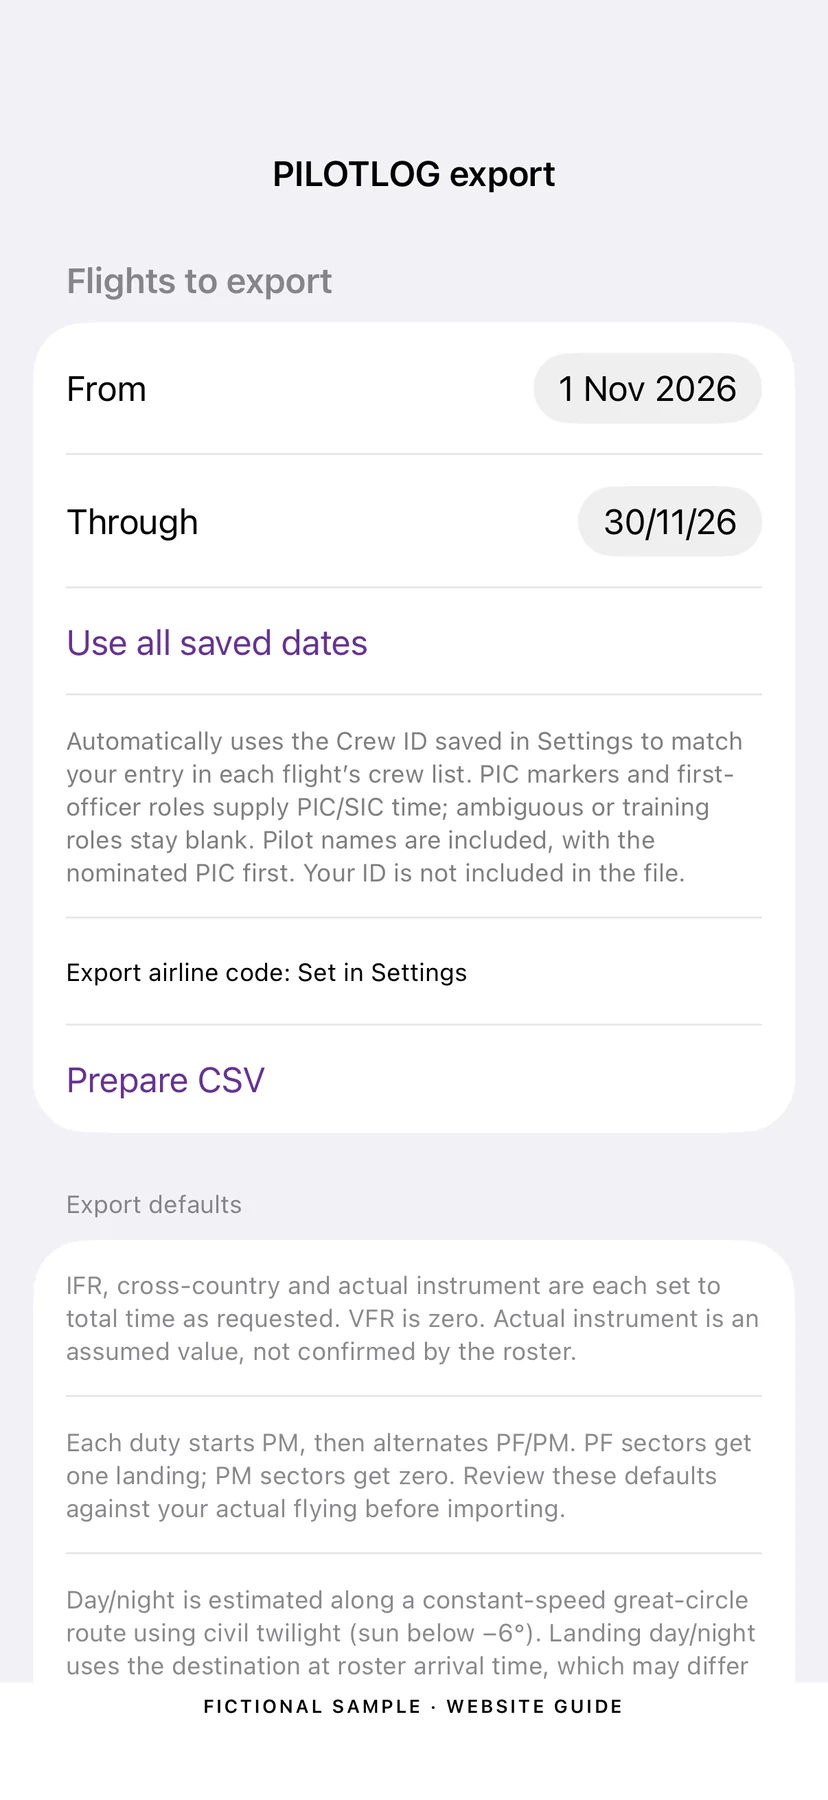 PILOTLOG export
Flights to export
From
1 Nov 2026
Through
30/11/26
Use all saved dates
Automatically uses the Crew ID saved in Settings to match
your entry in each flight’s crew list. PIC markers and first-
officer roles supply PIC/SIC time; ambiguous or training
roles stay blank. Pilot names are included, with the
nominated PIC first. Your ID is not included in the file.
Export airline code: Set in Settings
Prepare CSV
Export defaults
IFR, cross-country and actual instrument are each set to
total time as requested. VFR is zero. Actual instrument is an
assumed value, not confirmed by the roster.
Each duty starts PM, then alternates PF/PM. PF sectors get
one landing; PM sectors get zero. Review these defaults
against your actual flying before importing.
Day/night is estimated along a constant-speed great-circle
route using civil twilight (sun below −6°). Landing day/night
uses the destination at roster arrival time, which may differ
FICTIONAL SAMPLE · WEBSITE GUIDE